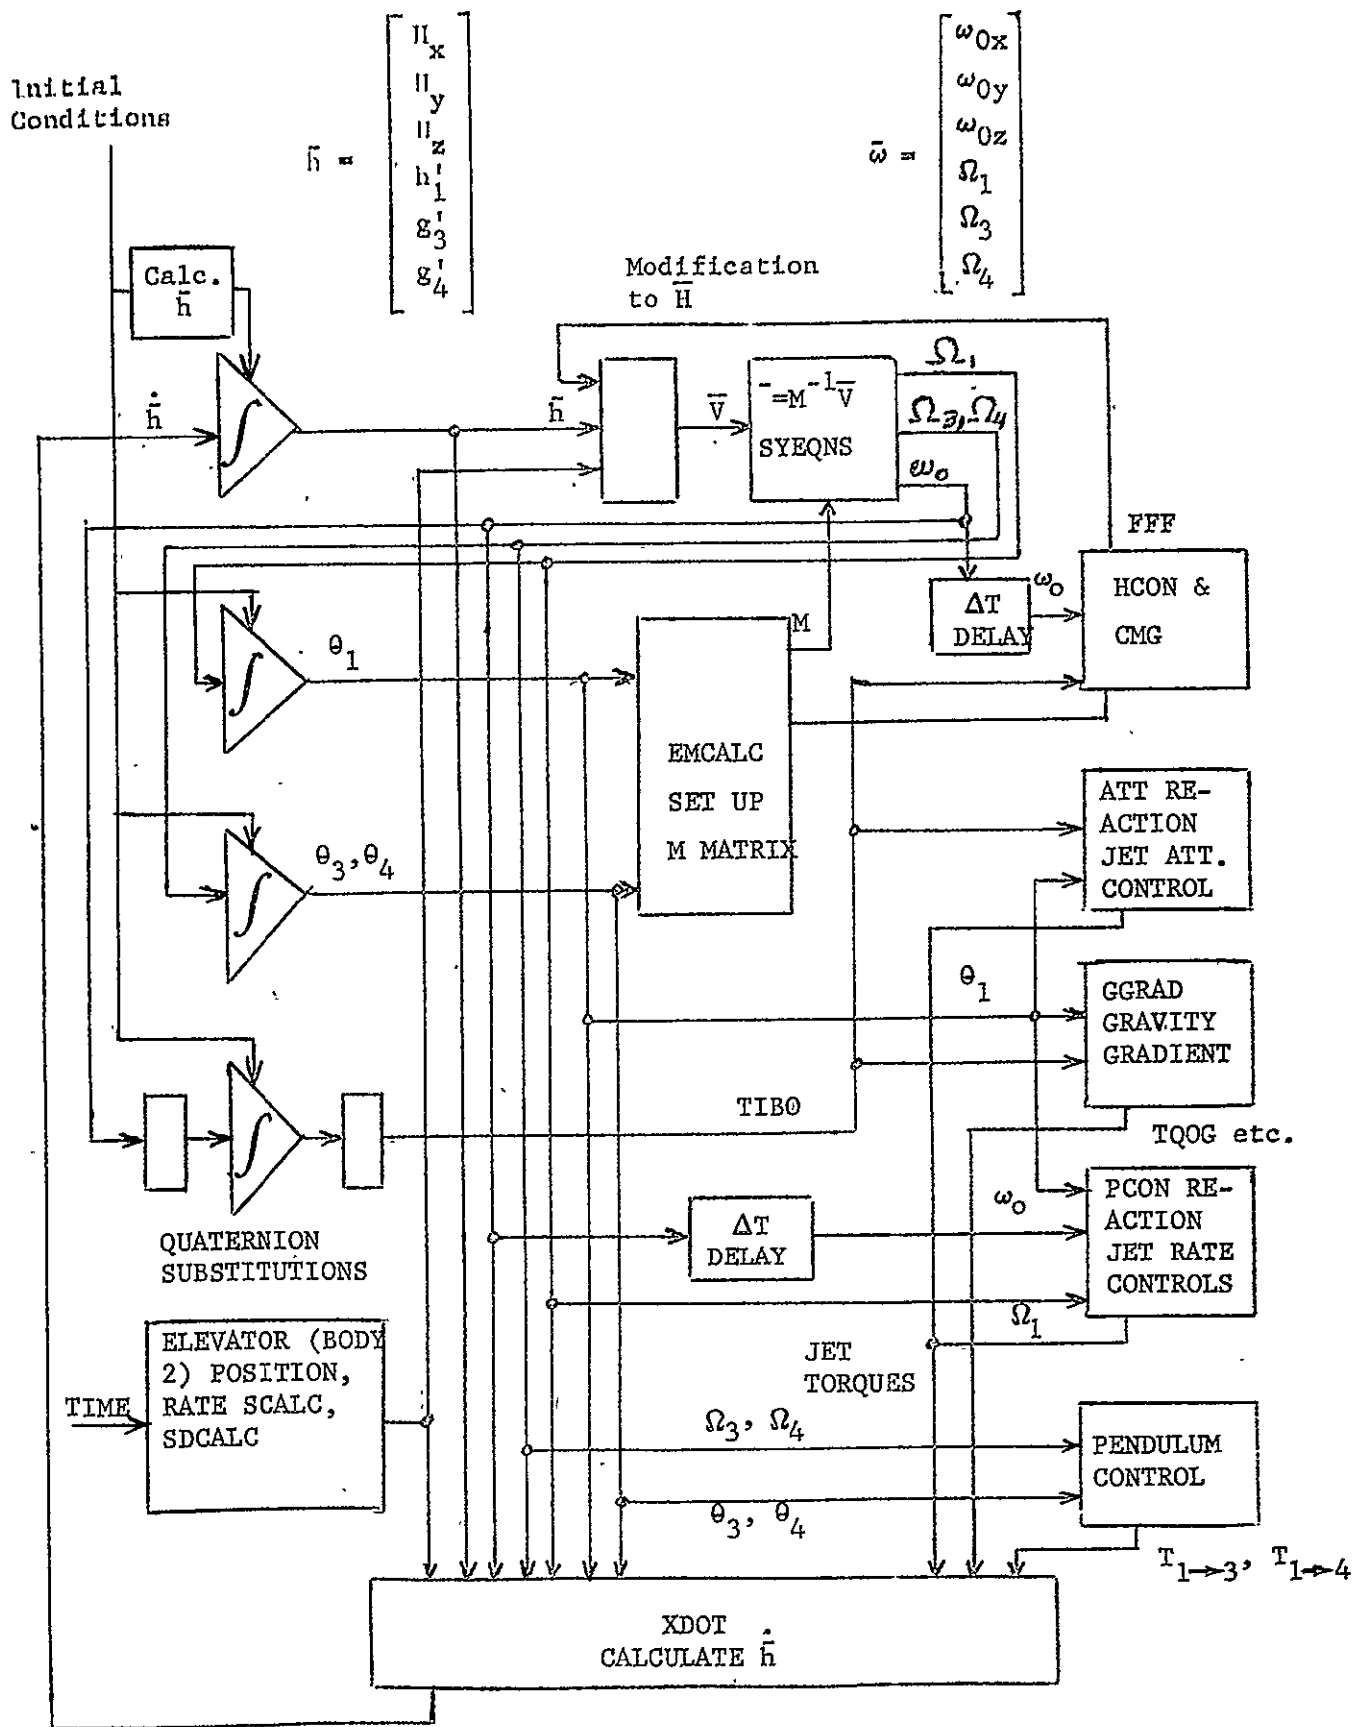 Initial
Conditions
h̄ =
H_x
H_y
H_z
h'_1
g'_3
g'_4
ω̄ =
ω_0x
ω_0y
ω_0z
Ω_1
Ω_3
Ω_4
Calc.
h̄
Modification
to H̄
h̄̇
∫
h̄
V̄
¯=M⁻¹V̄
SYEQNS
Ω_1
Ω_3, Ω_4
ω_0
FFF
ΔT
DELAY
ω_0
HCON &
CMG
∫
θ_1
M
EMCALC
SET UP
M MATRIX
∫
θ_3, θ_4
ATT RE-
ACTION
JET ATT.
CONTROL
θ_1
GGRAD
GRAVITY
GRADIENT
∫
TIBO
TQOG etc.
QUATERNION
SUBSTITUTIONS
ΔT
DELAY
ω_0
PCON RE-
ACTION
JET RATE
CONTROLS
Ω_1
TIME
ELEVATOR (BODY
2) POSITION,
RATE SCALC,
SDCALC
JET
TORQUES
Ω_3, Ω_4
θ_3, θ_4
PENDULUM
CONTROL
T_1→3, T_1→4
XDOT
CALCULATE h̄̇